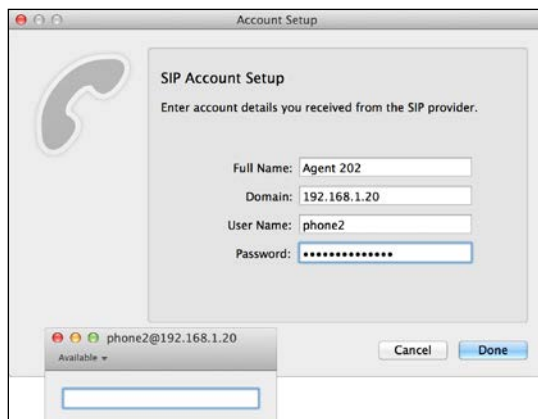 Account Setup
SIP Account Setup
Enter account details you received from the SIP provider.
Full Name: Agent 202
Domain: 192.168.1.20
User Name: phone2
Password: ••••••••••••••
phone2@192.168.1.20
Available
Cancel Done